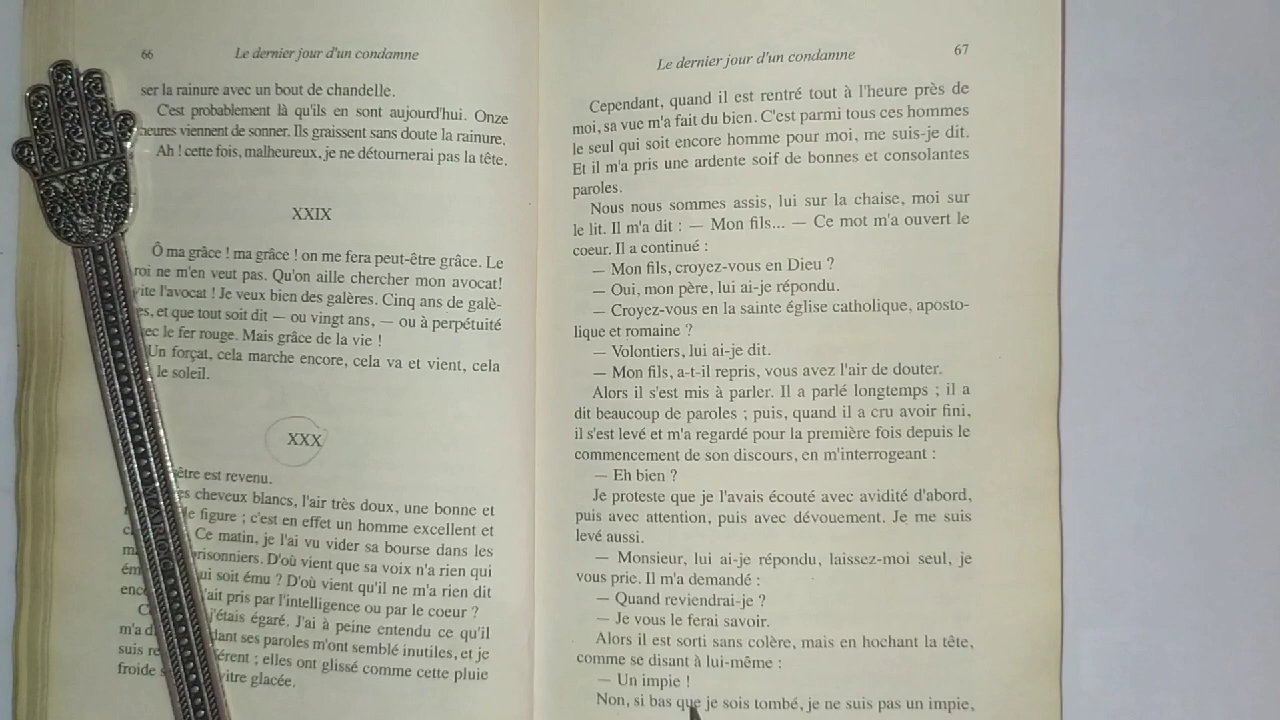 66 Le dernier jour d'un condamne
ser la rainure avec un bout de chandelle.
C'est probablement là qu'ils en sont aujourd'hui. Onze
heures viennent de sonner. Ils graissent sans doute la rainure.
Ah ! cette fois, malheureux, je ne détournerai pas la tête.
XXIX
Ô ma grâce ! ma grâce ! on me fera peut-être grâce. Le
roi ne m'en veut pas. Qu'on aille chercher mon avocat!
vite l'avocat ! Je veux bien des galères. Cinq ans de galè-
es, et que tout soit dit — ou vingt ans, — ou à perpétuité
ec le fer rouge. Mais grâce de la vie !
Un forçat, cela marche encore, cela va et vient, cela
le soleil.
XXX
être est revenu.
es cheveux blancs, l'air très doux, une bonne et
le figure ; c'est en effet un homme excellent et
Ce matin, je l'ai vu vider sa bourse dans les
prisonniers. D'où vient que sa voix n'a rien qui
ém ui soit ému ? D'où vient qu'il ne m'a rien dit
enc 'ait pris par l'intelligence ou par le coeur ?
C j'étais égaré. J'ai à peine entendu ce qu'il
m'a d dant ses paroles m'ont semblé inutiles, et je
suis re érent ; elles ont glissé comme cette pluie
froide s itre glacée.
MAROC
Le dernier jour d'un condamne 67
Cependant, quand il est rentré tout à l'heure près de
moi, sa vue m'a fait du bien. C'est parmi tous ces hommes
le seul qui soit encore homme pour moi, me suis-je dit.
Et il m'a pris une ardente soif de bonnes et consolantes
paroles.
Nous nous sommes assis, lui sur la chaise, moi sur
le lit. Il m'a dit : — Mon fils... — Ce mot m'a ouvert le
coeur. Il a continué :
— Mon fils, croyez-vous en Dieu ?
— Oui, mon père, lui ai-je répondu.
— Croyez-vous en la sainte église catholique, aposto-
lique et romaine ?
— Volontiers, lui ai-je dit.
— Mon fils, a-t-il repris, vous avez l'air de douter.
Alors il s'est mis à parler. Il a parlé longtemps ; il a
dit beaucoup de paroles ; puis, quand il a cru avoir fini,
il s'est levé et m'a regardé pour la première fois depuis le
commencement de son discours, en m'interrogeant :
— Eh bien ?
Je proteste que je l'avais écouté avec avidité d'abord,
puis avec attention, puis avec dévouement. Je me suis
levé aussi.
— Monsieur, lui ai-je répondu, laissez-moi seul, je
vous prie. Il m'a demandé :
— Quand reviendrai-je ?
— Je vous le ferai savoir.
Alors il est sorti sans colère, mais en hochant la tête,
comme se disant à lui-même :
— Un impie !
Non, si bas que je sois tombé, je ne suis pas un impie,